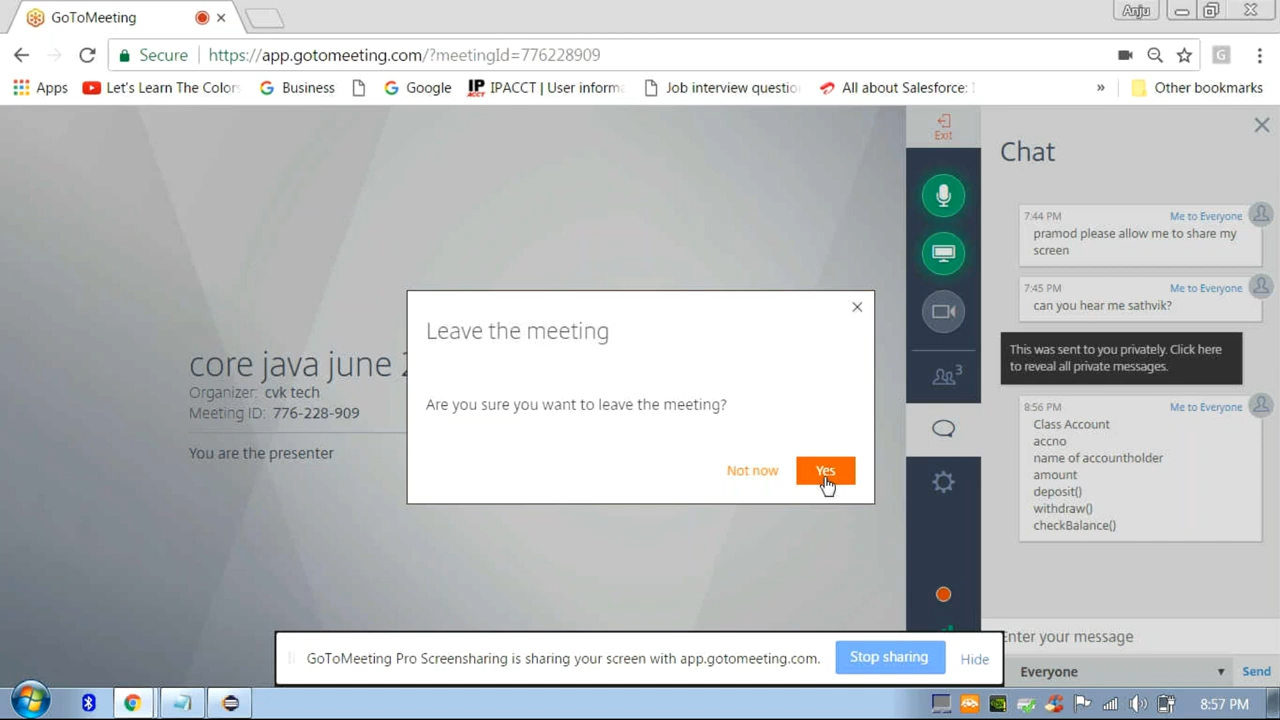 GoToMeeting
Anju
Secure
https://app.gotomeeting.com/?meetingId=776228909
Apps
Let's Learn The Colors
Business
Google
IPACCT | User informa
Job interview questio
All about Salesforce:
»
Other bookmarks
G
core java june
Organizer: cvk tech
Meeting ID: 776-228-909
You are the presenter
Leave the meeting
Are you sure you want to leave the meeting?
Not now
Yes
Exit
3
Chat
7:44 PM Me to Everyone
pramod please allow me to share my
screen
7:45 PM Me to Everyone
can you hear me sathvik?
This was sent to you privately. Click here
to reveal all private messages.
8:56 PM Me to Everyone
Class Account
accno
name of accountholder
amount
deposit()
withdraw()
checkBalance()
Enter your message
Everyone
Send
GoToMeeting Pro Screensharing is sharing your screen with app.gotomeeting.com.
Stop sharing
Hide
8:57 PM